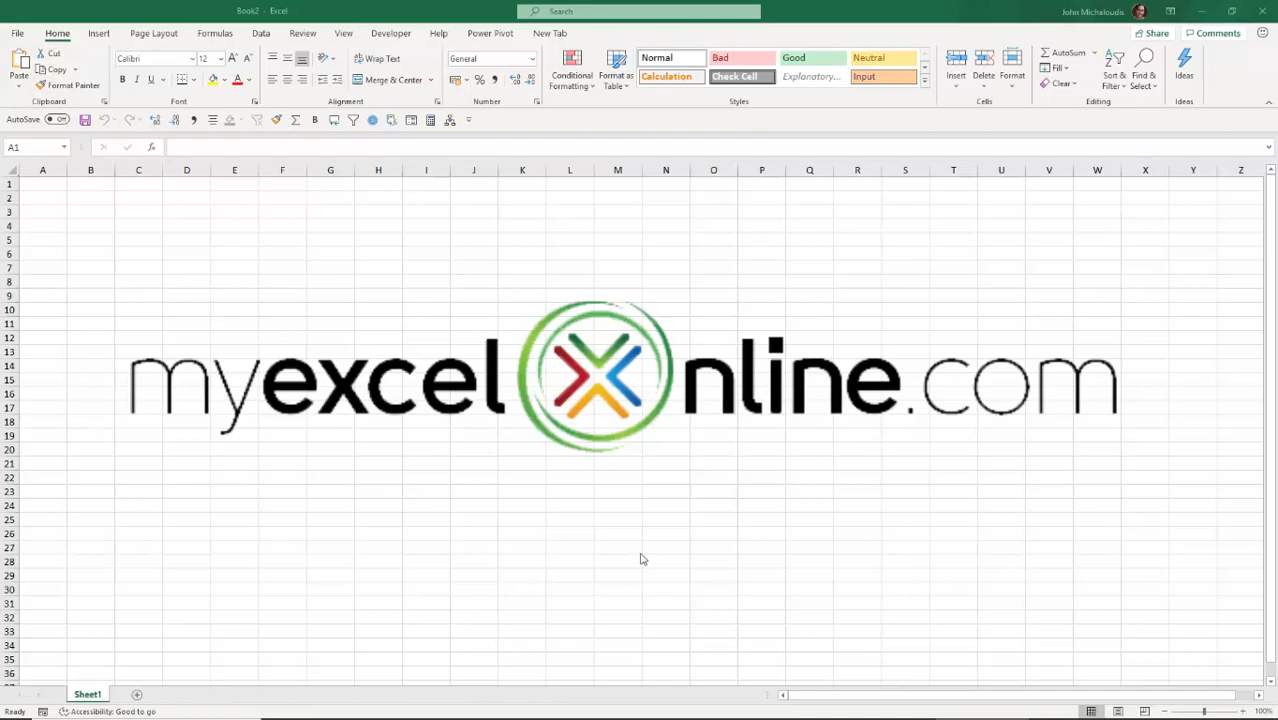 Book2 - Excel
Search
John Michaloudis
File Home Insert Page Layout Formulas Data Review View Developer Help Power Pivot New Tab Share Comments
Paste
Cut
Copy
Format Painter
Clipboard
Calibri 12
B I U
Font
Wrap Text
Merge & Center
Alignment
General
Number
Conditional Formatting
Format as Table
Normal Bad Good Neutral
Calculation Check Cell Explanatory... Input
Styles
Insert Delete Format
Cells
AutoSum
Fill
Clear
Sort & Filter
Find & Select
Editing
Ideas
Ideas
AutoSave Off
A1 fx
A B C D E F G H I J K L M N O P Q R S T U V W X Y Z
1
2
3
4
5
6
7
8
9
10
11
12
13
14
15
16
17
18
19
20
21
22
23
24
25
26
27
28
29
30
31
32
33
34
35
36
myexcelXnline.com
Sheet1
Ready Accessibility: Good to go 100%